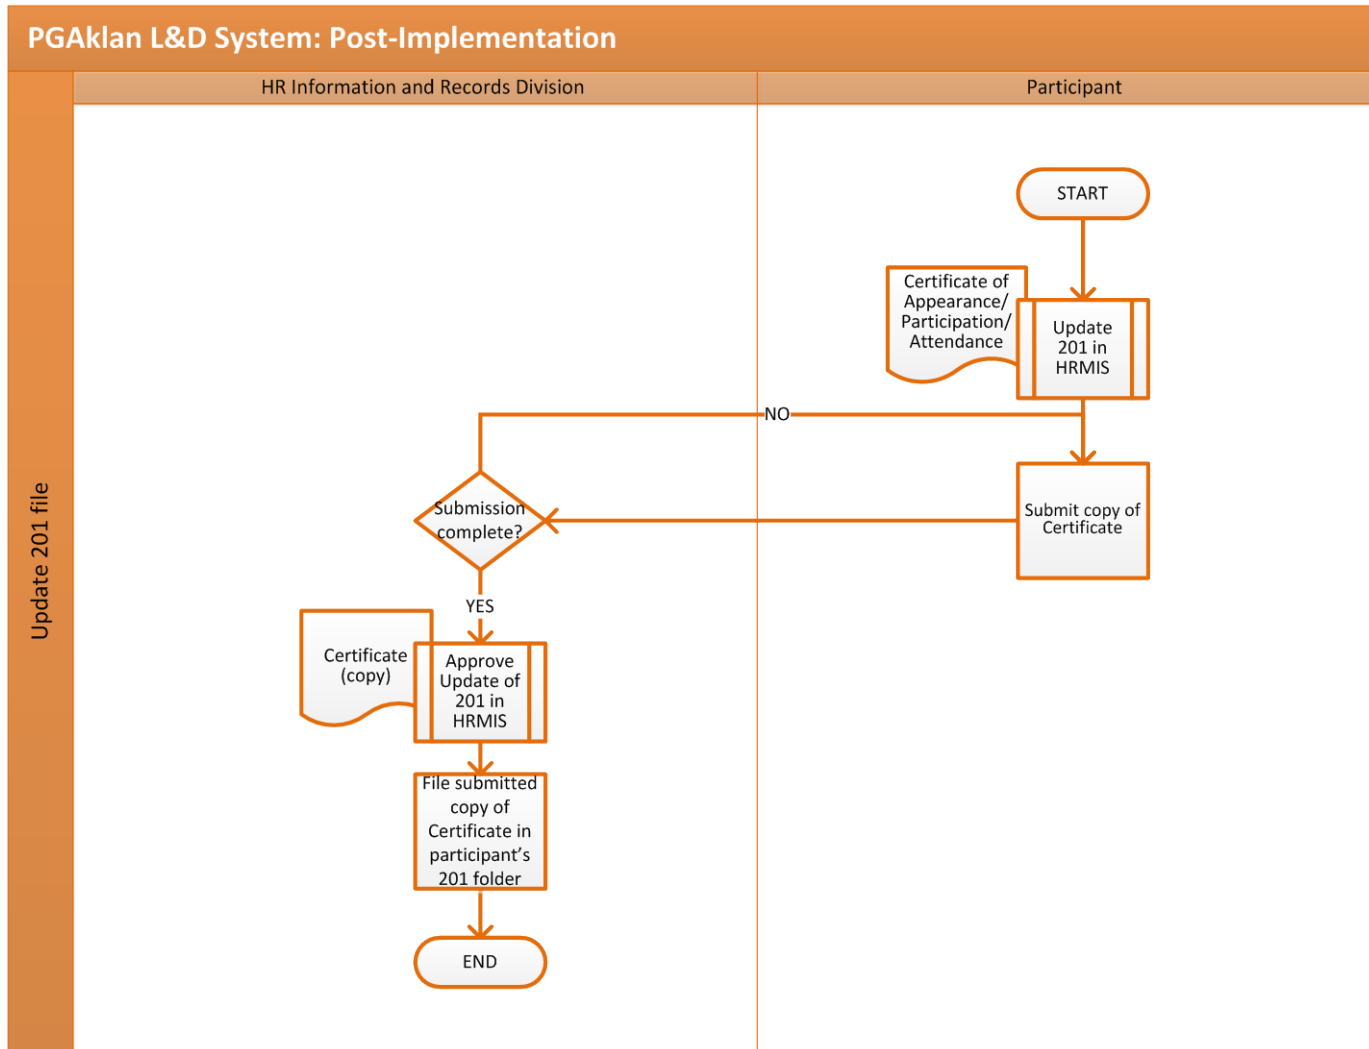 PGAklan L&D System: Post-Implementation
HR Information and Records Division
Participant
Update 201 file
START
Certificate of
Appearance/
Participation/
Attendance
Update
201 in
HRMIS
NO
Submission
complete?
Submit copy of
Certificate
YES
Certificate
(copy)
Approve
Update of
201 in
HRMIS
File submitted
copy of
Certificate in
participant’s
201 folder
END